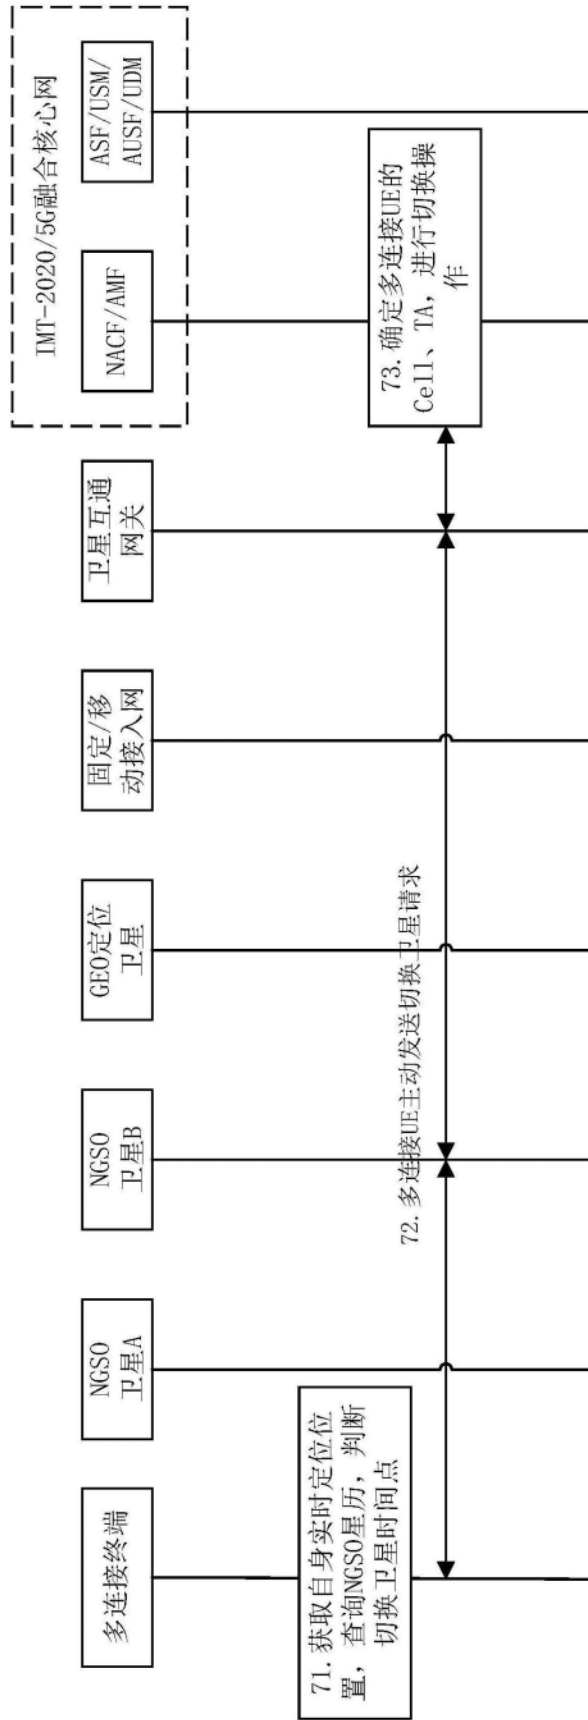 IMT-2020/5G融合核心网
多连接终端
NGSO
卫星A
NGSO
卫星B
GEO定位
卫星
固定/移
动接入网
卫星互通
网关
NACF/AMF
ASF/USM/
AUSF/UDM
71.获取自身实时定位位
置，查询NGSO星历，判断
切换卫星时间点
72.多连接UE主动发送切换卫星请求
73.确定多连接UE的
Cell、TA，进行切换操
作